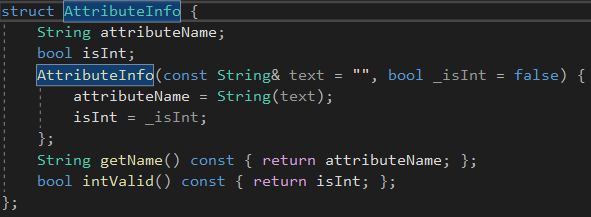 struct AttributeInfo {
String attributeName;
bool isInt;
AttributeInfo(const String& text = "", bool _isInt = false) {
attributeName = String(text);
isInt = _isInt;
};
String getName() const { return attributeName; };
bool intValid() const { return isInt; };
};